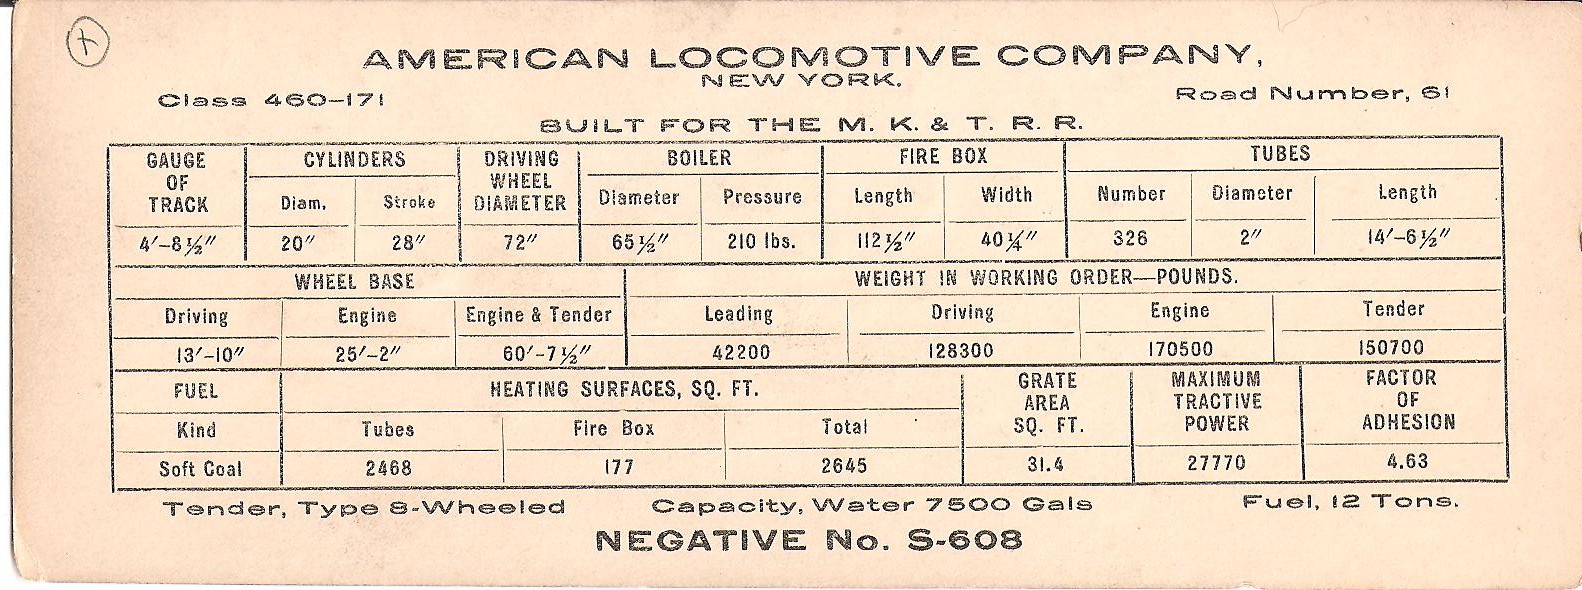 x
AMERICAN LOCOMOTIVE COMPANY,
NEW YORK.
Class 460-171
Road Number, 61
BUILT FOR THE M. K. & T. R. R.
GAUGE OF TRACK CYLINDERS DRIVING WHEEL DIAMETER BOILER FIRE BOX TUBES
Diam. Stroke Diameter Pressure Length Width Number Diameter Length
4'-8½" 20" 28" 72" 65½" 210 lbs. 112½" 40¼" 326 2" 14'-6½"
WHEEL BASE WEIGHT IN WORKING ORDER—POUNDS.
Driving Engine Engine & Tender Leading Driving Engine Tender
13'-10" 25'-2" 60'-7½" 42200 128300 170500 150700
FUEL HEATING SURFACES, SQ. FT. GRATE AREA SQ. FT. MAXIMUM TRACTIVE POWER FACTOR OF ADHESION
Kind Tubes Fire Box Total
Soft Coal 2468 177 2645 31.4 27770 4.63
Tender, Type 8-Wheeled Capacity, Water 7500 Gals Fuel, 12 Tons.
NEGATIVE No. S-608